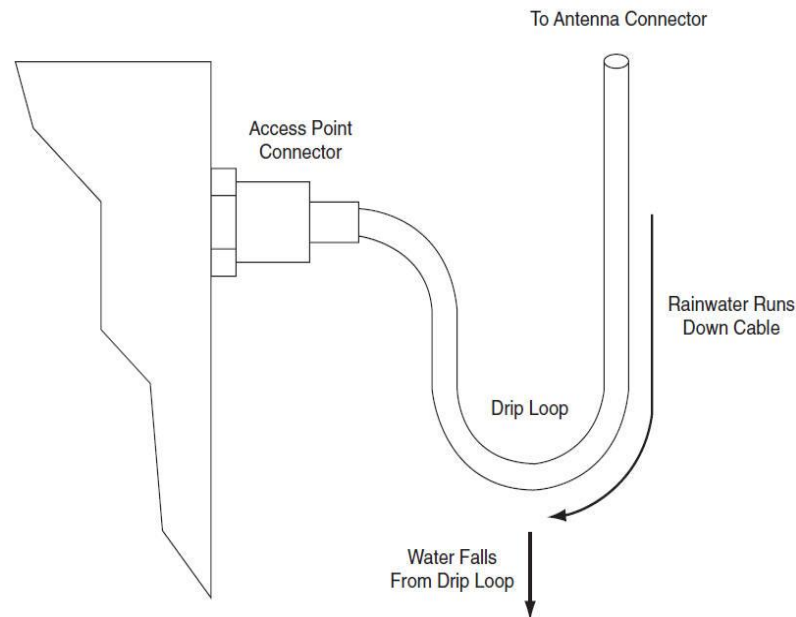 To Antenna Connector
Access Point
Connector
Rainwater Runs
Down Cable
Drip Loop
Water Falls
From Drip Loop